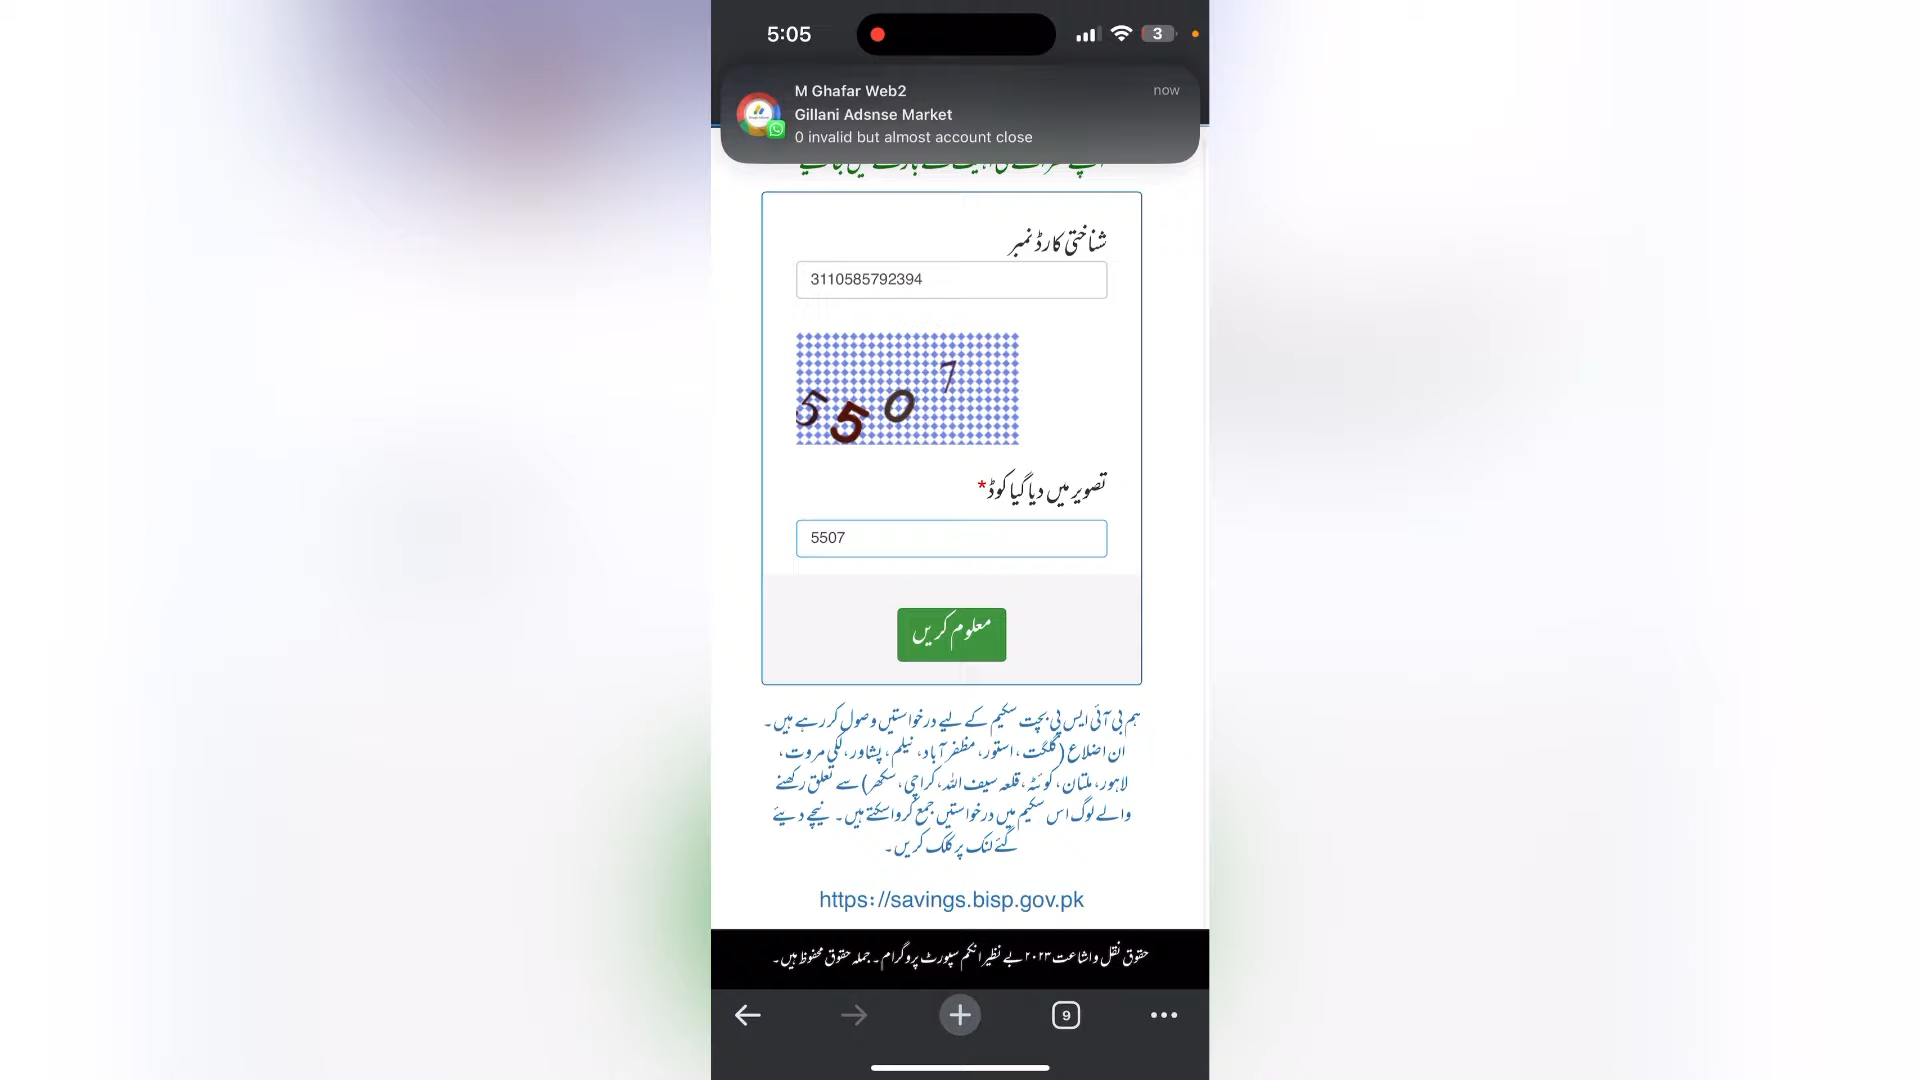 5:05
3
M Ghafar Web2
now
Gillani Adsnse Market
0 invalid but almost account close
شناختی کارڈ نمبر
3110585792394
5507
تصویر میں دیا گیا کوڈ*
5507
معلوم کریں
ہم بی آئی ایس پی بچت سکیم کے لیے درخواستیں وصول کر رہے ہیں۔
ان اضلاع (گلگت ، استور، مظفر آباد، نیلم، پشاور، لکی مروت،
لاہور، ملتان، کوئٹہ، قلعہ سیف اللہ، کراچی، سکھر) سے تعلق رکھنے
والے لوگ اس سکیم میں درخواستیں جمع کروا سکتے ہیں۔ نیچے دیئے
گئے لنک پر کلک کریں۔
https://savings.bisp.gov.pk
حقوق نقل و اشاعت ۲۰۲۳ بے نظیر انکم سپورٹ پروگرام۔ جملہ حقوق محفوظ ہیں۔
9